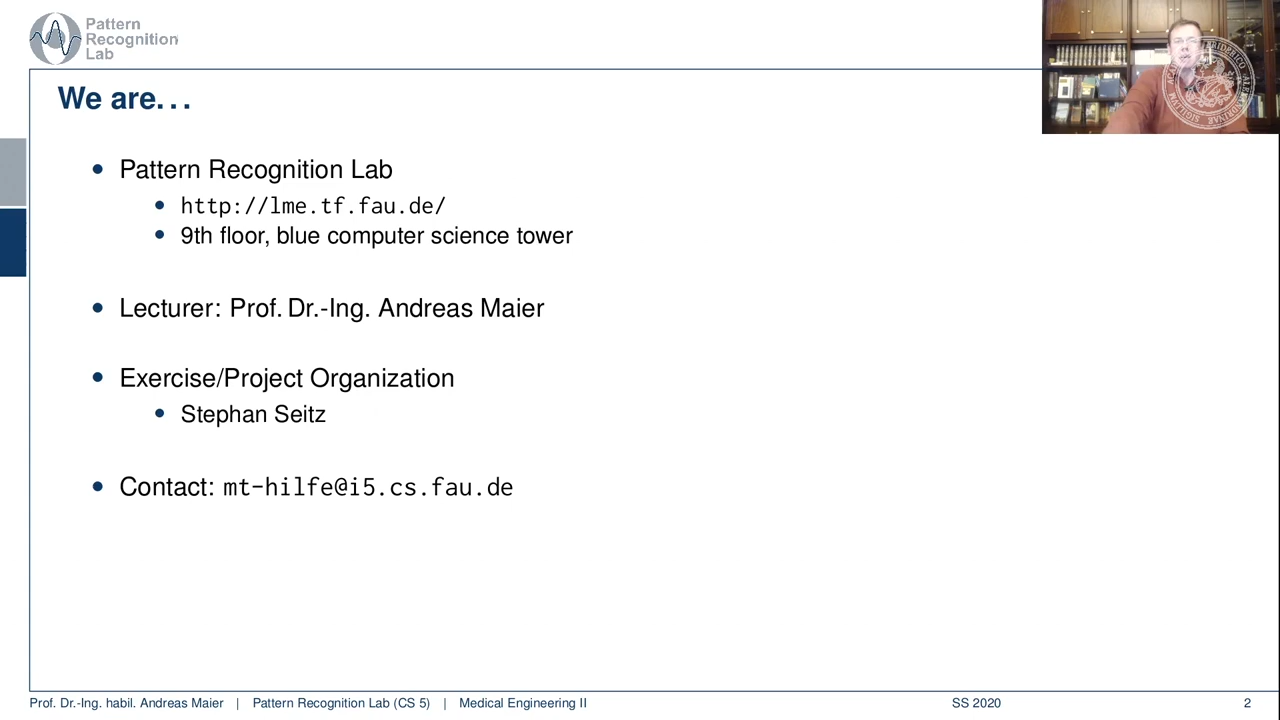 Pattern
Recognition
Lab
We are...
• Pattern Recognition Lab
• http://lme.tf.fau.de/
• 9th floor, blue computer science tower
• Lecturer: Prof. Dr.-Ing. Andreas Maier
• Exercise/Project Organization
• Stephan Seitz
• Contact: mt-hilfe@i5.cs.fau.de
Prof. Dr.-Ing. habil. Andreas Maier | Pattern Recognition Lab (CS 5) | Medical Engineering II SS 2020 2